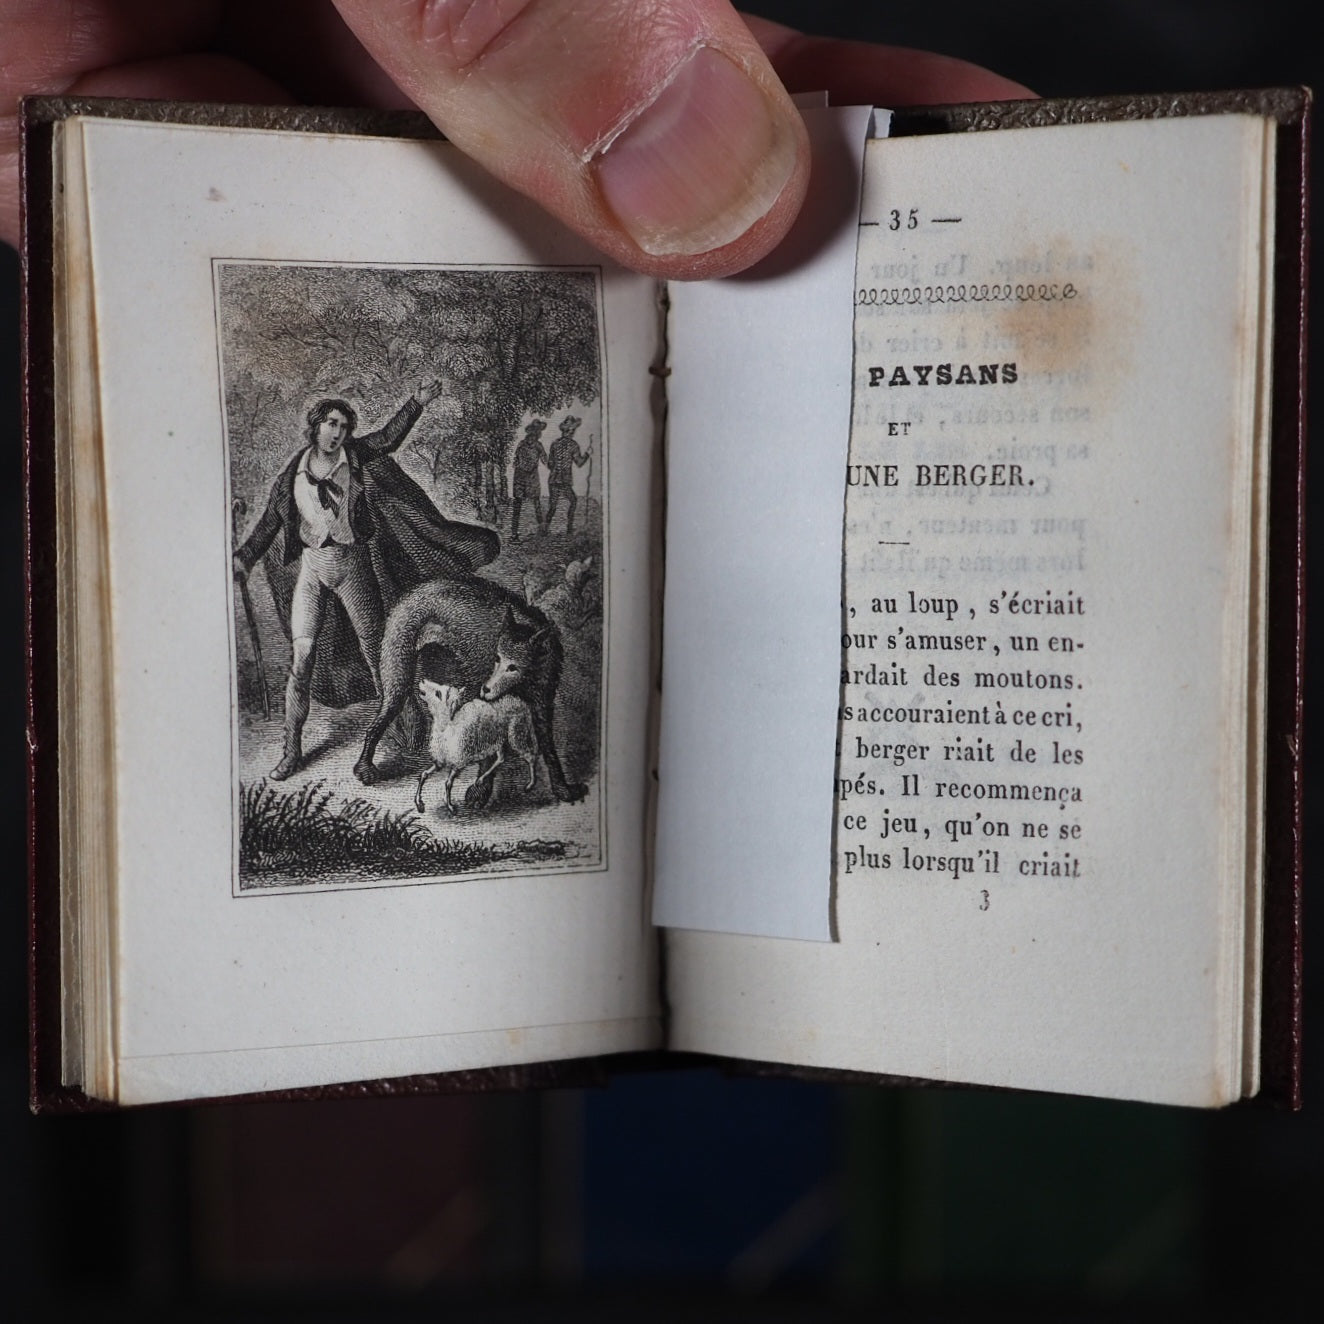 — 35 —
PAYSANS
ET
UNE BERGER.
, au loup , s'écriait
our s'amuser , un en-
ardait des moutons.
s accouraient à ce cri,
berger riait de les
pés. Il recommença
ce jeu, qu'on ne se
plus lorsqu'il criait
3